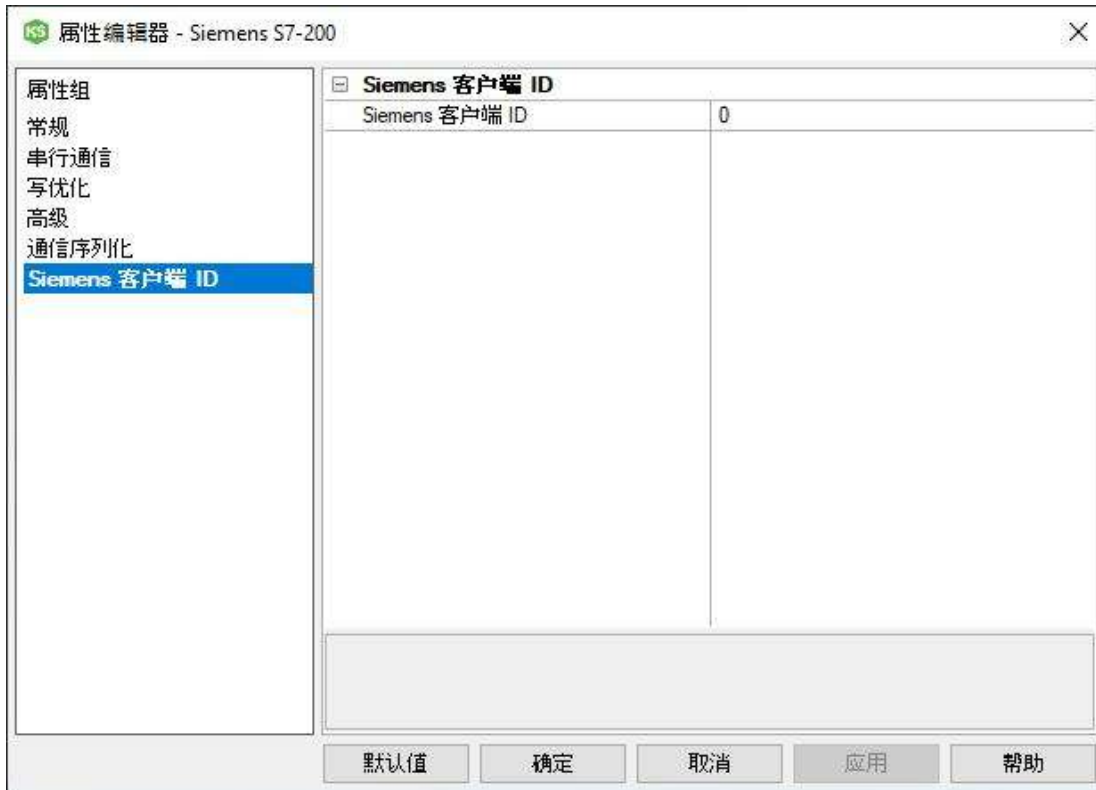 属性编辑器 - Siemens S7-200
属性组
常规
串行通信
写优化
高级
通信序列化
Siemens 客户端 ID
Siemens 客户端 ID
Siemens 客户端 ID 0
默认值 确定 取消 应用 帮助